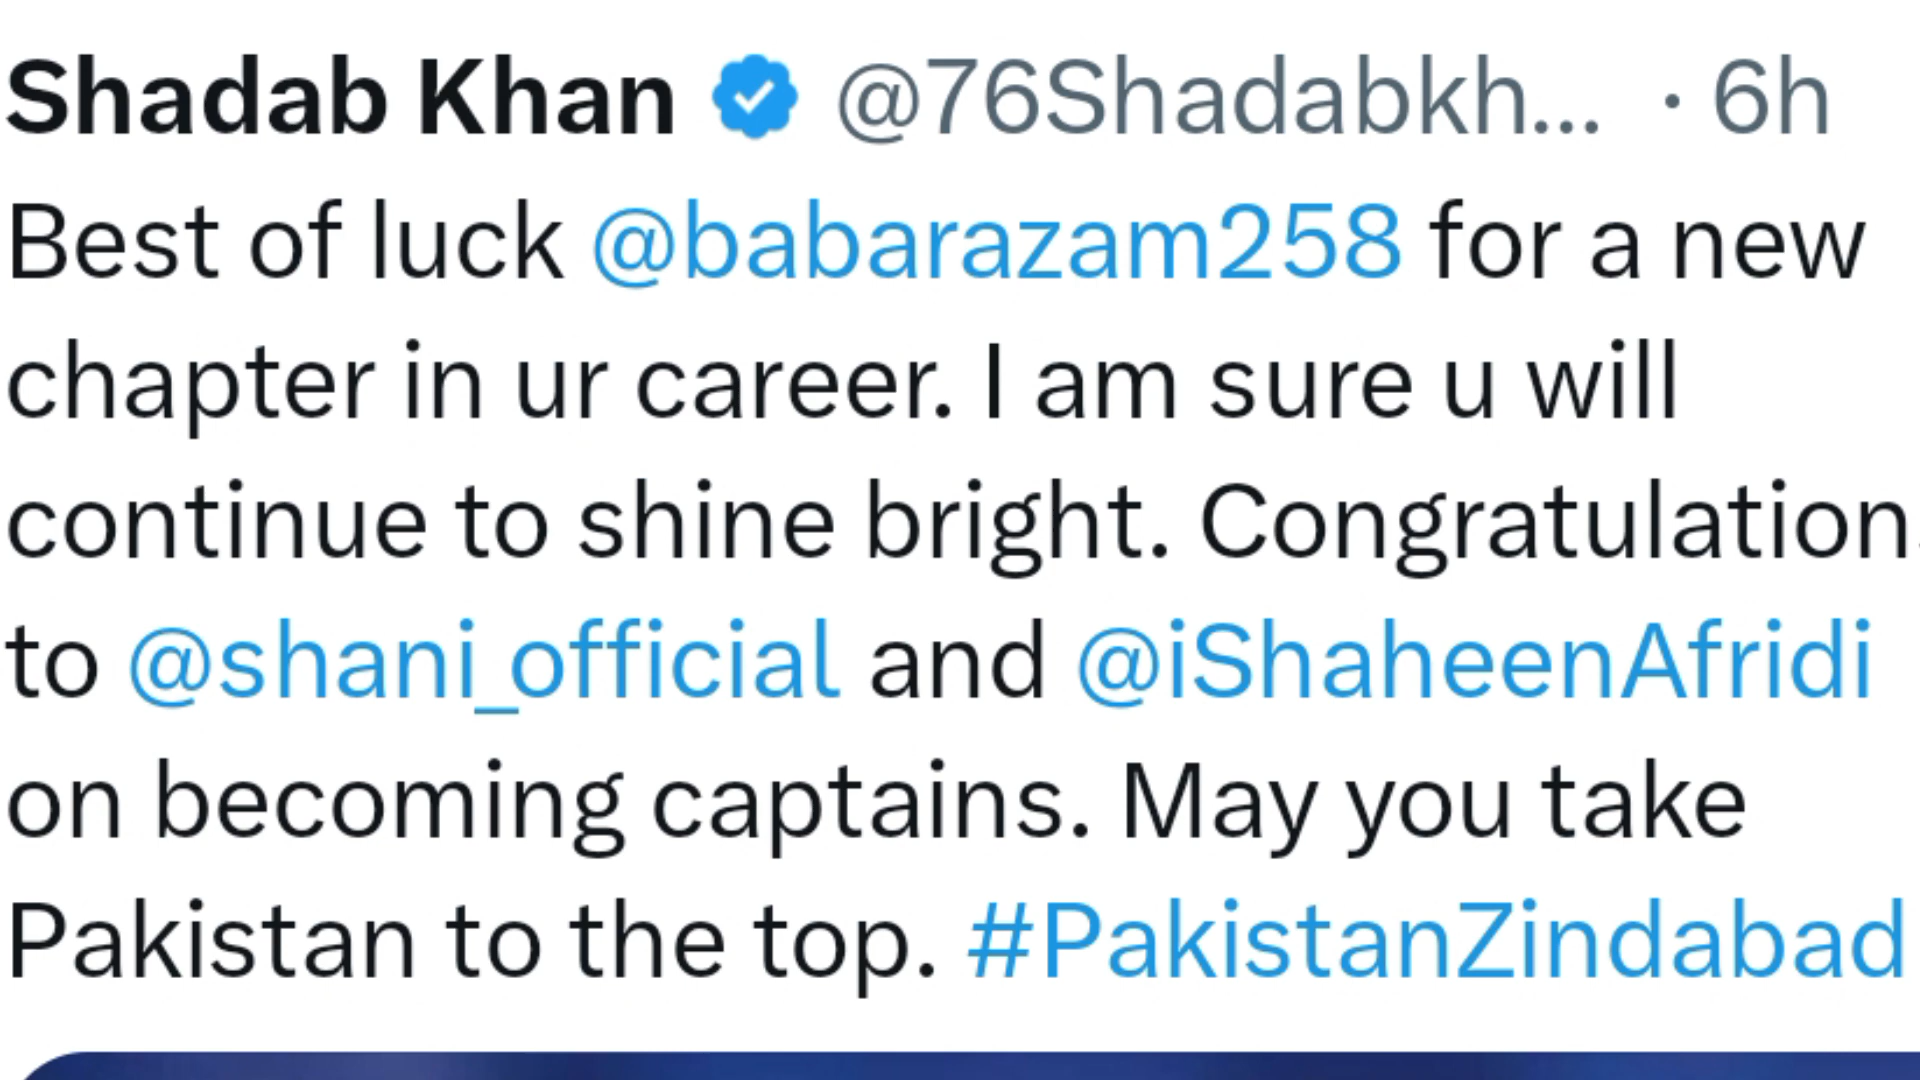 Shadab Khan @76Shadabkh... · 6h
Best of luck @babarazam258 for a new
chapter in ur career. I am sure u will
continue to shine bright. Congratulations
to @shani_official and @iShaheenAfridi
on becoming captains. May you take
Pakistan to the top. #PakistanZindabad